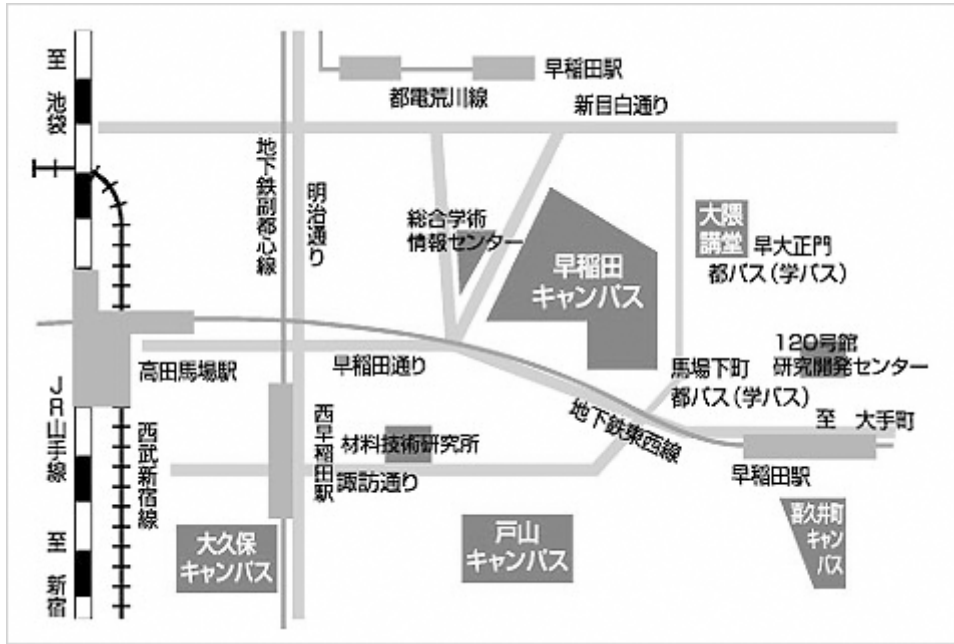 至 池袋
早稲田駅
都電荒川線
新目白通り
地下鉄副都心線
明治通り
総合学術
情報センター
早稲田
キャンパス
大隈
講堂
早大正門
都バス(学バス)
高田馬場駅
早稲田通り
馬場下町
都バス(学バス)
120号館
研究開発センター
地下鉄東西線
至 大手町
JR山手線
西武新宿線
西早稲田駅
材料技術研究所
諏訪通り
早稲田駅
至 新宿
大久保
キャンパス
戸山
キャンパス
喜久井町
キャン
パス